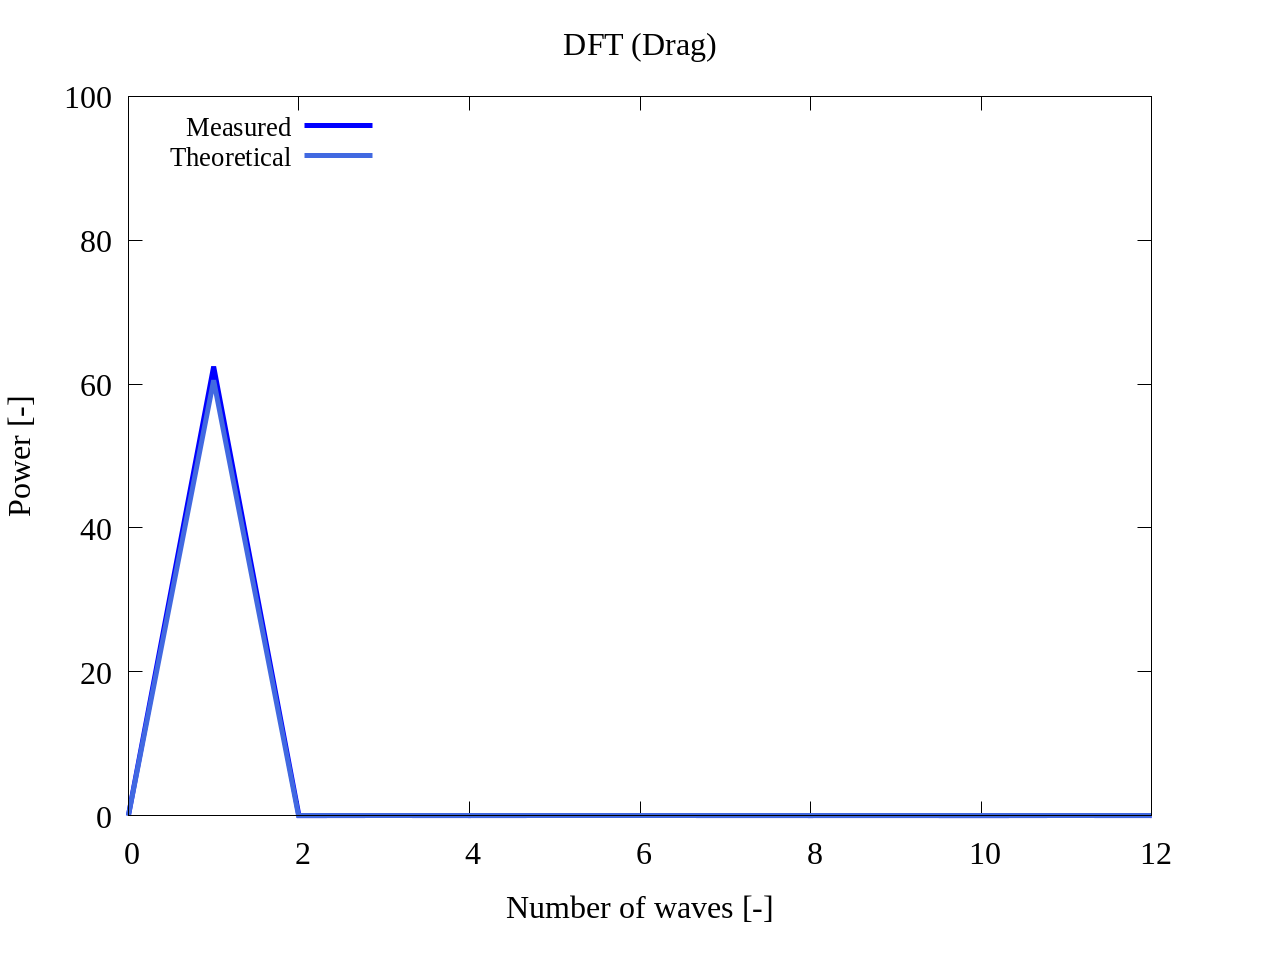 DFT (Drag)
100
80
60
40
20
0
Measured
Theoretical
Power [-]
0 2 4 6 8 10 12
Number of waves [-]